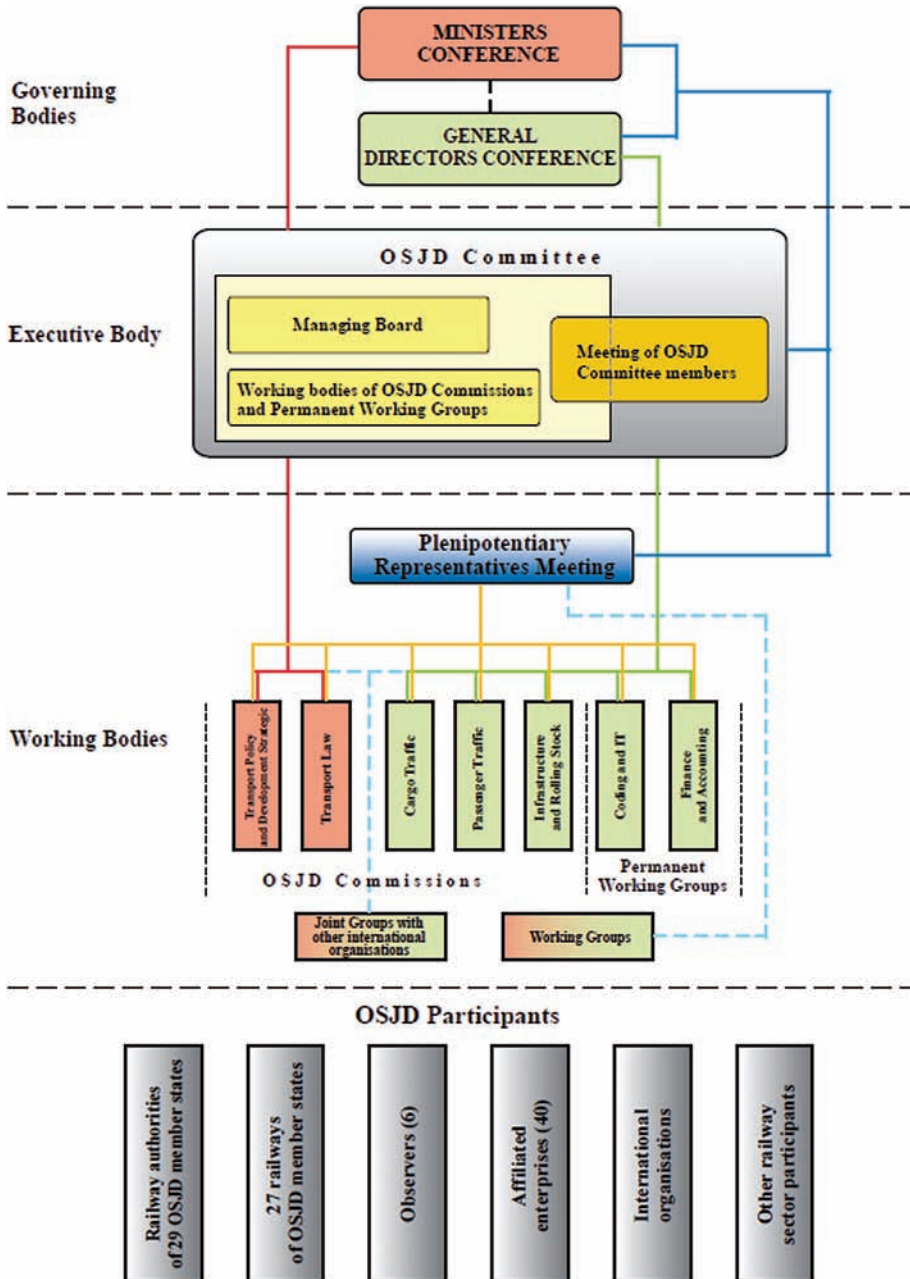 MINISTERS
CONFERENCE
Governing
Bodies
GENERAL
DIRECTORS CONFERENCE
OSJD Committee
Managing Board
Executive Body
Meeting of OSJD
Committee members
Working bodies of OSJD Commissions
and Permanent Working Groups
Plenipotentiary
Representatives Meeting
Working Bodies
Transport Policy
and Development Strategic
Transport Law
Cargo Traffic
Passenger Traffic
Infrastructure
and Rolling Stock
Coding and IT
Finance
and Accounting
OSJD Commissions
Permanent
Working Groups
Joint Groups with
other international
organisations
Working Groups
OSJD Participants
Railway authorities
of 29 OSJD member states
27 railways
of OSJD member states
Observers (6)
Affiliated
enterprises (40)
International
organisations
Other railway
sector participants